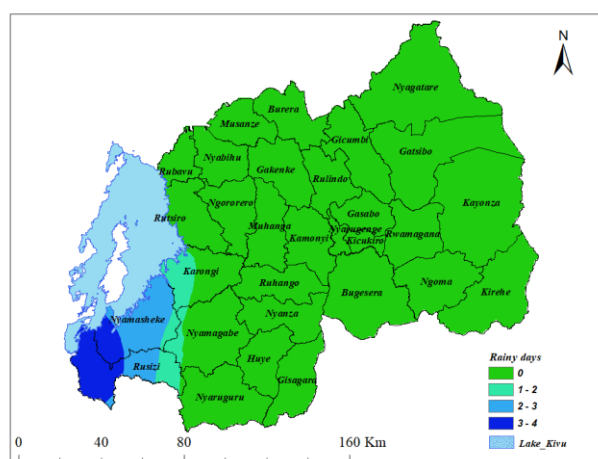 N
Nyagatare
Burera
Musanze
Gicumbi
Gatsibo
Nyabihu
Rubavu
Gakenke
Rulindo
Kayonza
Rutsiro
Ngororero
Gasabo
Muhanga
Nyarugenge
Rwamagana
Kamonyi
Kicukiro
Karongi
Ruhango
Bugesera
Ngoma
Kirehe
Nyamasheke
Nyanza
Nyamagabe
Rusizi
Huye
Gisagara
Nyaruguru
Rainy days
0
1 - 2
2 - 3
3 - 4
Lake_Kivu
0 40 80 160 Km